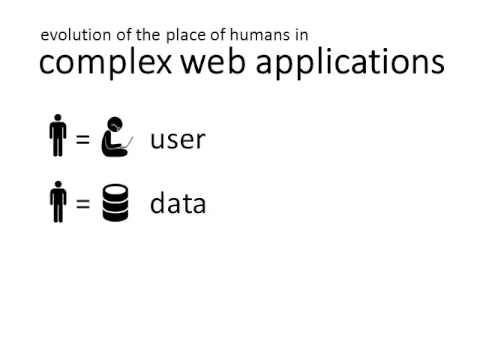 evolution of the place of humans in
complex web applications
= user
= data